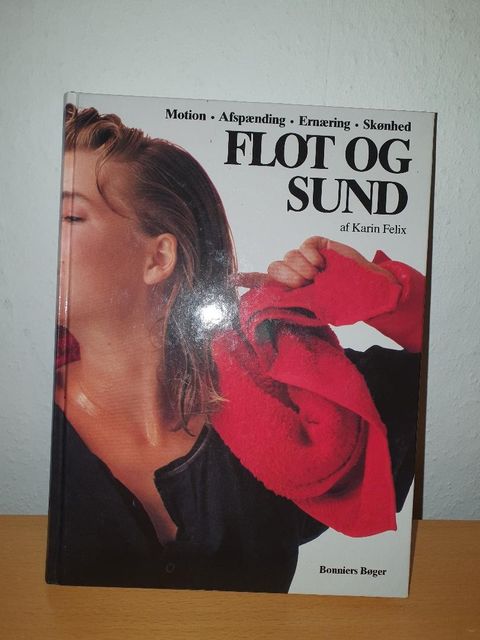 Motion • Afspænding • Ernæring • Skønhed
FLOT OG
SUND
af Karin Felix
Bonniers Bøger